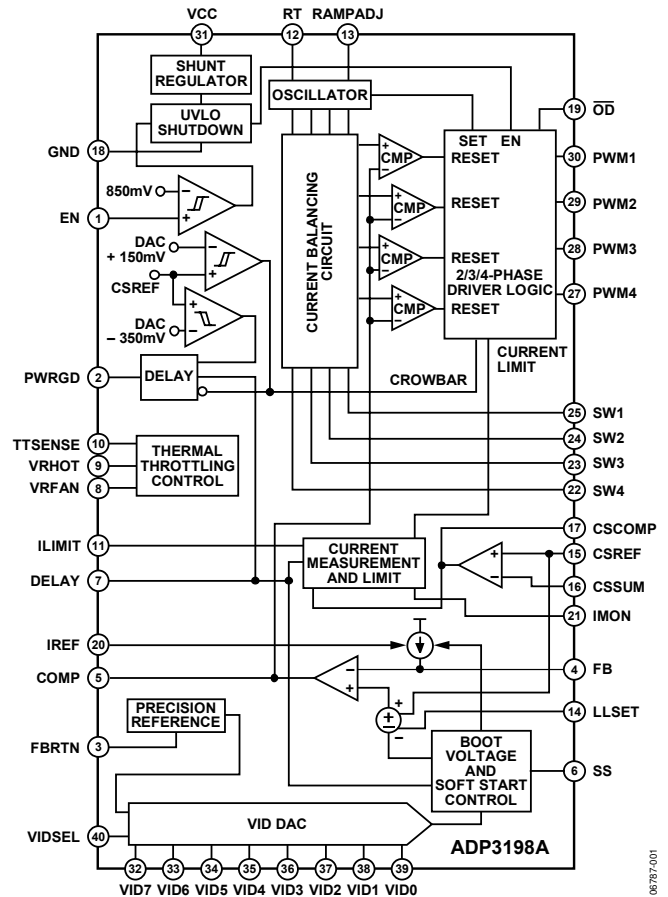 VCC
RT
RAMPADJ
31
12
13
SHUNT
REGULATOR
OSCILLATOR
UVLO
SHUTDOWN
19
OD
GND
18
SET EN
CMP
+
–
RESET
30
PWM1
850mV
–
+
EN
1
CMP
+
–
RESET
29
PWM2
DAC
+ 150mV
–
+
CSREF
CURRENT BALANCING
CIRCUIT
CMP
+
–
RESET
28
PWM3
2/3/4-PHASE
DRIVER LOGIC
DAC
– 350mV
+
–
CMP
+
–
RESET
27
PWM4
CURRENT
LIMIT
PWRGD
2
DELAY
CROWBAR
25
SW1
24
SW2
23
SW3
22
SW4
TTSENSE
10
VRHOT
9
VRFAN
8
THERMAL
THROTTLING
CONTROL
17
CSCOMP
ILIMIT
11
CURRENT
MEASUREMENT
AND LIMIT
+
–
15
CSREF
DELAY
7
16
CSSUM
21
IMON
IREF
20
COMP
5
–
+
4
FB
PRECISION
REFERENCE
+
±
–
14
LLSET
FBRTN
3
BOOT
VOLTAGE
AND
SOFT START
CONTROL
6
SS
VIDSEL
40
VID DAC
ADP3198A
32
33
34
35
36
37
38
39
VID7 VID6 VID5 VID4 VID3 VID2 VID1 VID0
06787-001